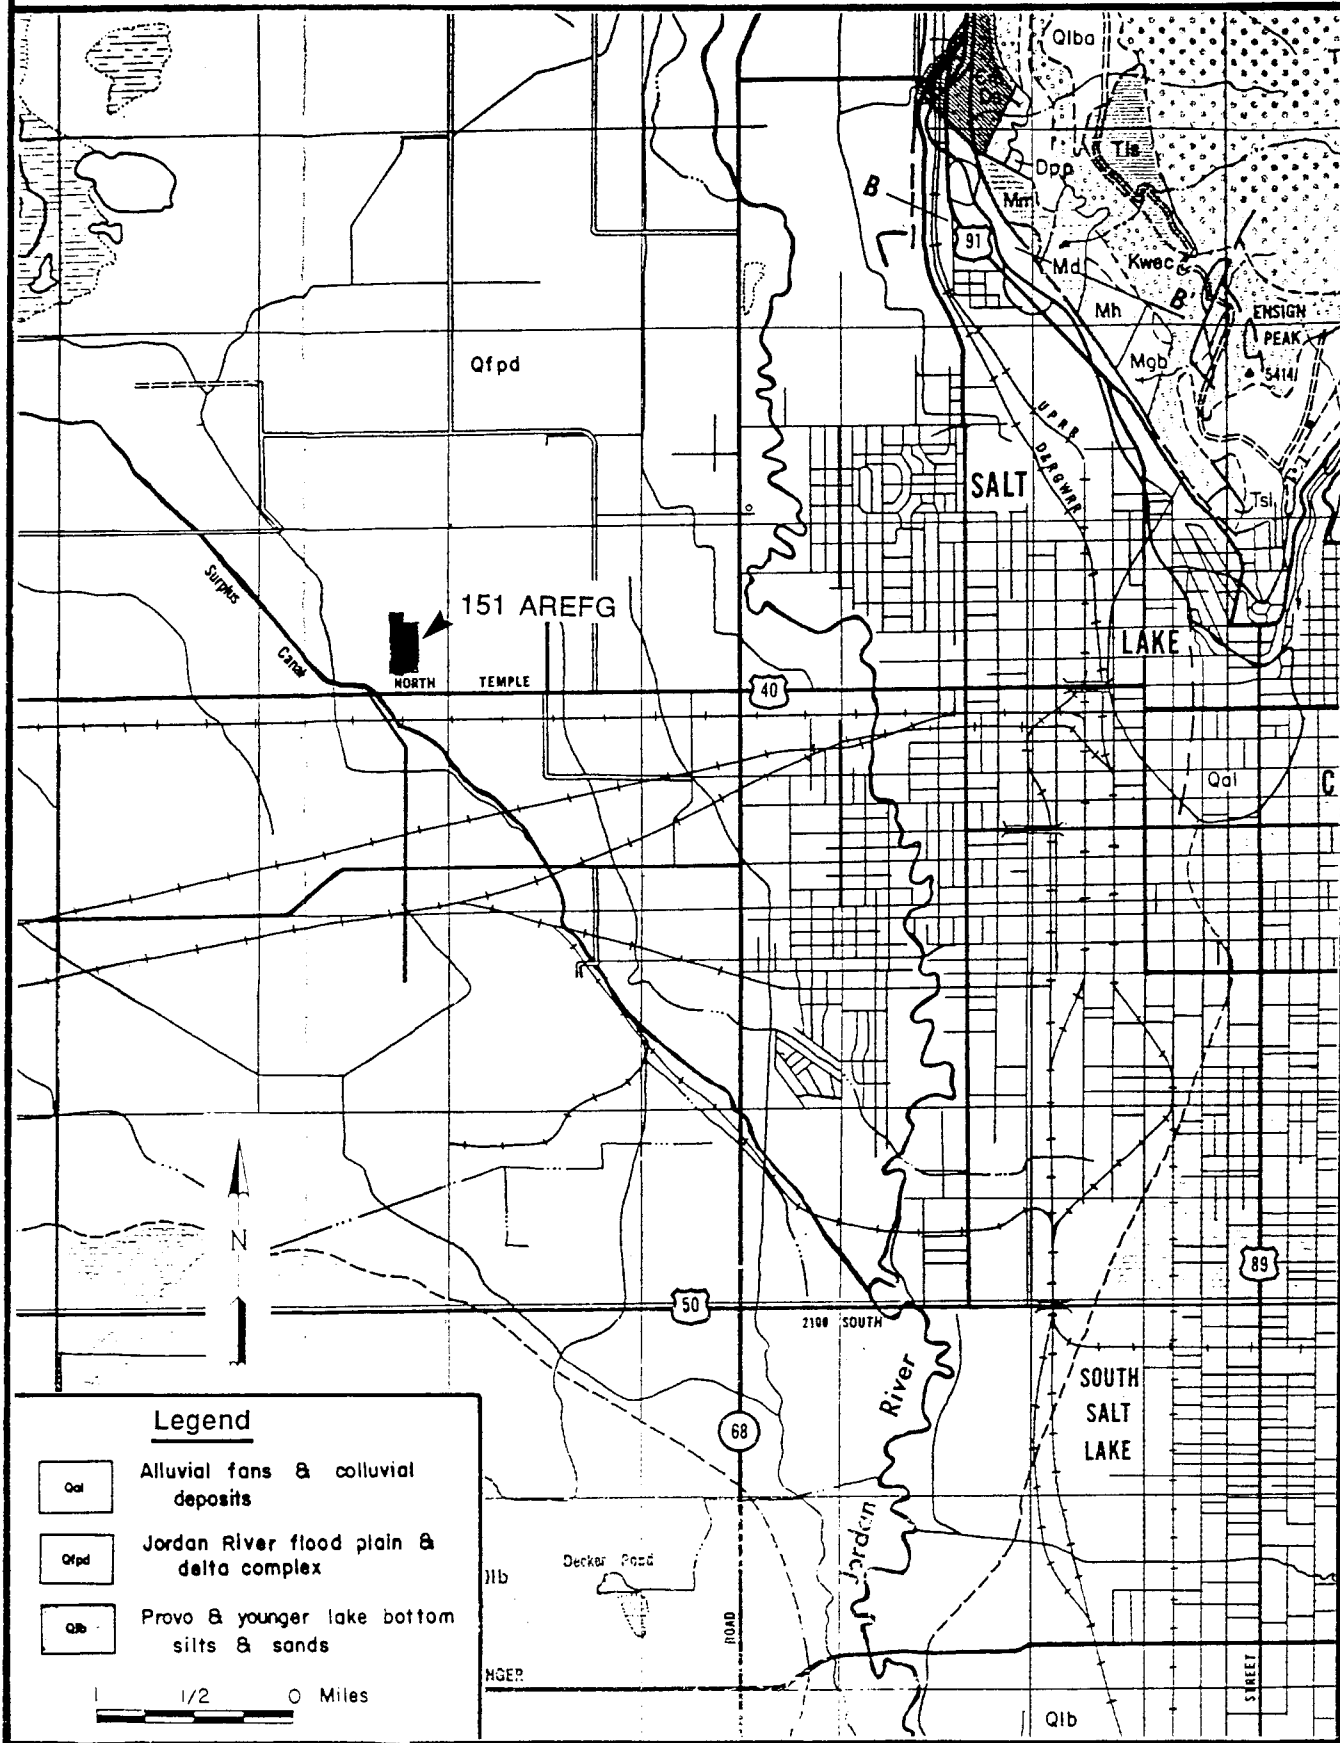 Qlba
Dpp
Tls
Mml
B
91
Md
Kwec
Mh
B'
ENSIGN
PEAK
5414
Mgb
Qfpd
UPRR
D&RGWRR
SALT
Tsl
Surplus
Canal
151 AREFG
LAKE
NORTH TEMPLE
40
Qal
C
N
89
50
2100 SOUTH
SOUTH
SALT
LAKE
Jordan River
68
Legend
Qal Alluvial fans & colluvial
deposits
Qfpd Jordan River flood plain &
delta complex
Qlb Provo & younger lake bottom
silts & sands
1 1/2 0 Miles
Decker Pond
ROAD
STREET
Qlb